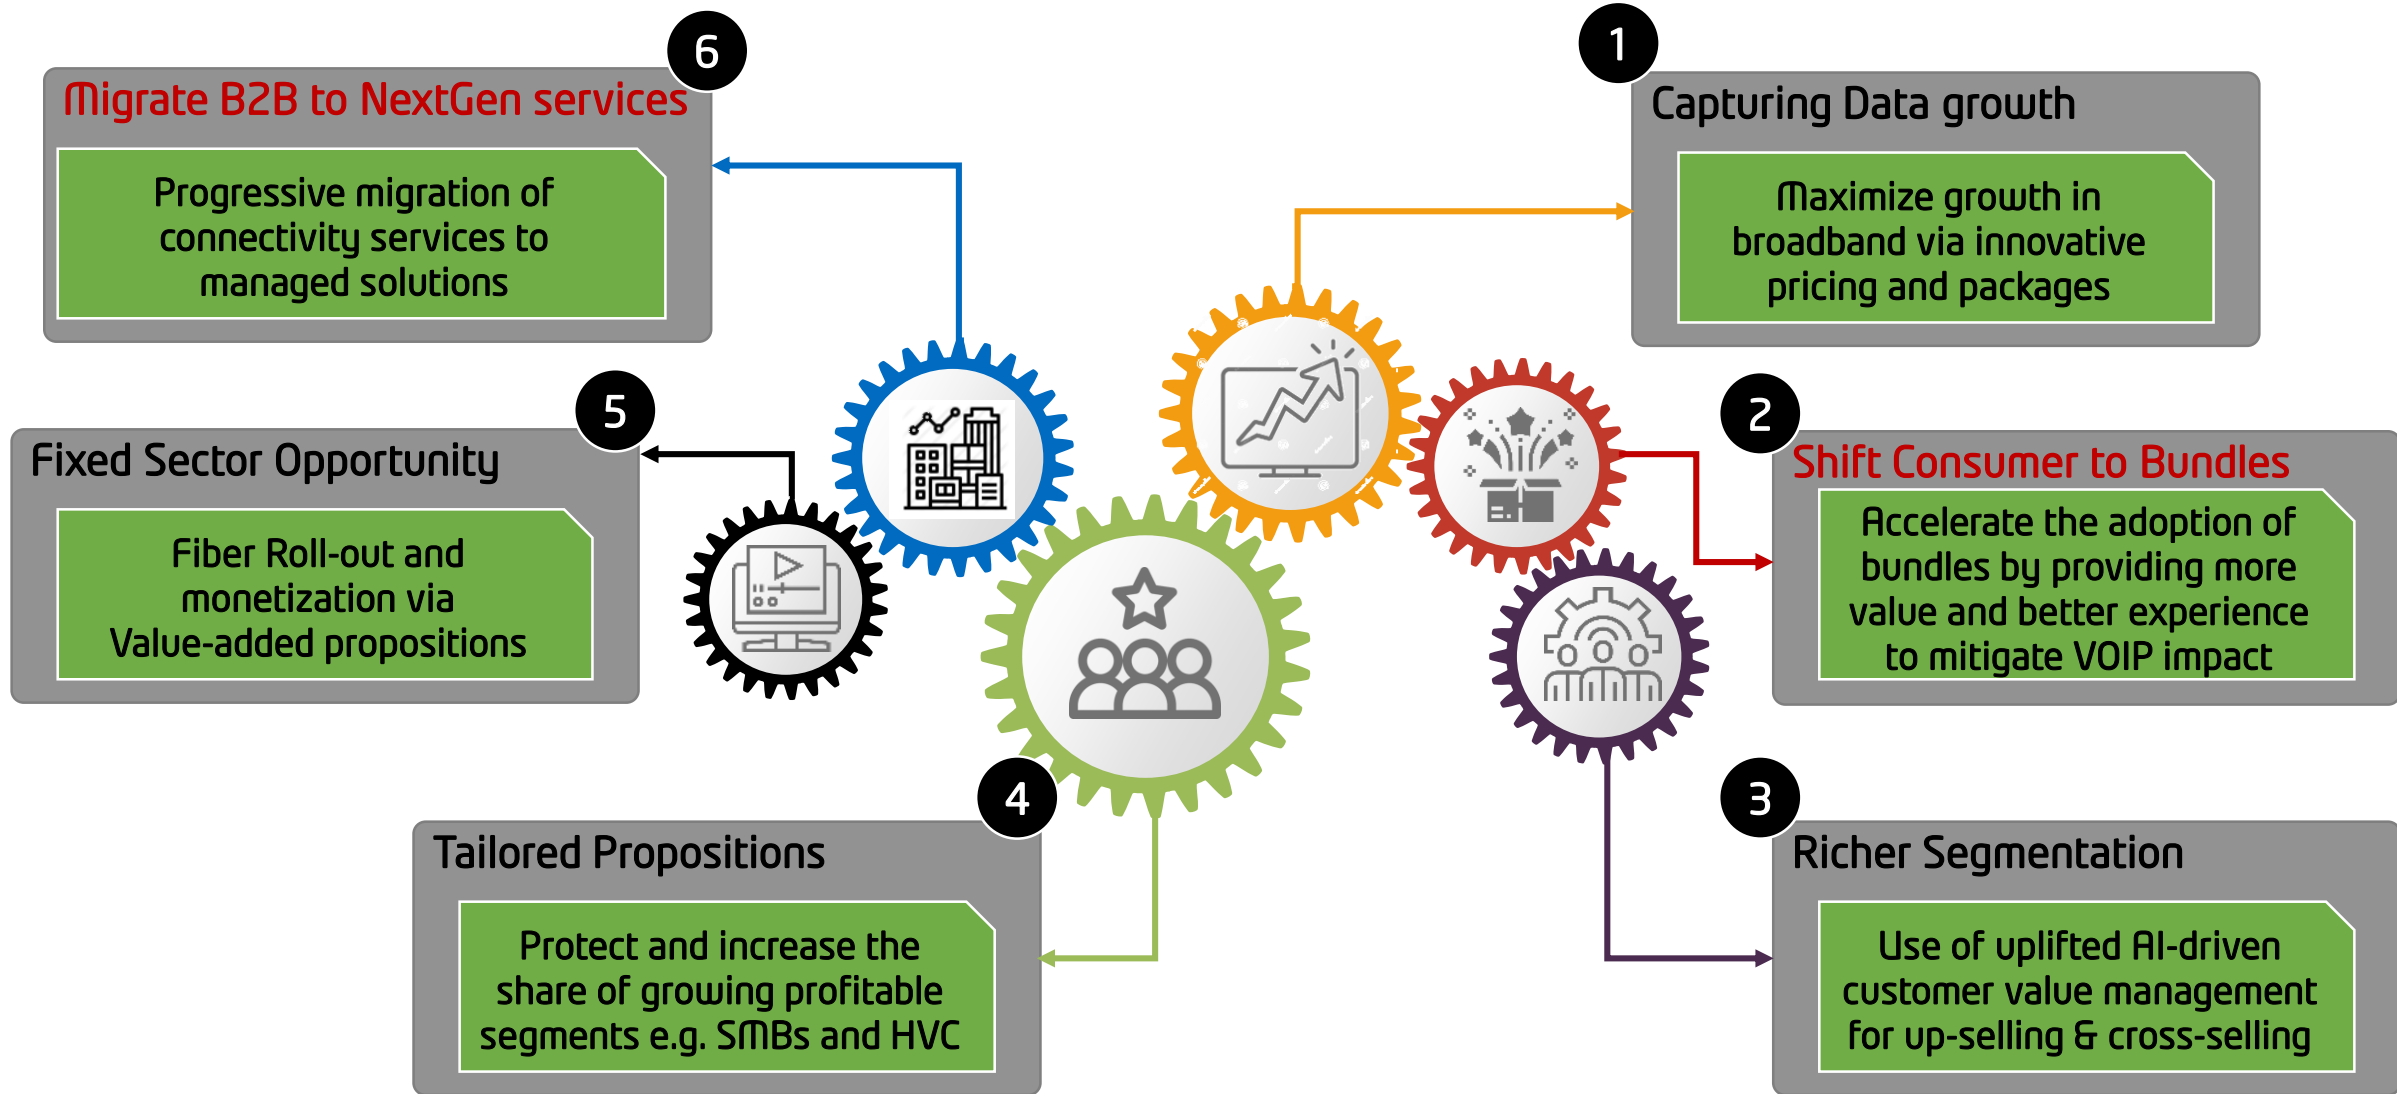 1
Capturing Data growth
Maximize growth in
broadband via innovative
pricing and packages
2
Shift Consumer to Bundles
Accelerate the adoption of
bundles by providing more
value and better experience
to mitigate VOIP impact
3
Richer Segmentation
Use of uplifted AI-driven
customer value management
for up-selling & cross-selling
4
Tailored Propositions
Protect and increase the
share of growing profitable
segments e.g. SMBs and HVC
5
Fixed Sector Opportunity
Fiber Roll-out and
monetization via
Value-added propositions
6
Migrate B2B to NextGen services
Progressive migration of
connectivity services to
managed solutions